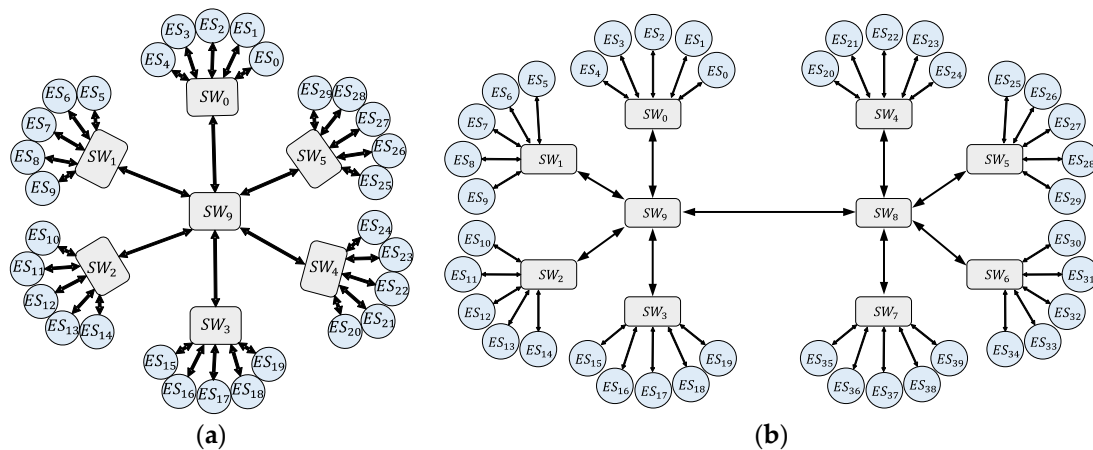 ES₀
ES₁
ES₂
ES₃
ES₄
SW₀
ES₅
ES₆
ES₇
ES₈
ES₉
SW₁
ES₂₉
ES₂₈
ES₂₇
ES₂₆
ES₂₅
SW₅
SW₉
ES₁₀
ES₁₁
ES₁₂
ES₁₃
ES₁₄
SW₂
ES₂₄
ES₂₃
ES₂₂
ES₂₁
ES₂₀
SW₄
SW₃
ES₁₅
ES₁₆
ES₁₇
ES₁₈
ES₁₉
(a)
ES₄
ES₃
ES₂
ES₁
ES₀
SW₀
ES₅
ES₆
ES₇
ES₈
ES₉
SW₁
SW₉
ES₁₀
ES₁₁
ES₁₂
ES₁₃
ES₁₄
SW₂
SW₃
ES₁₅
ES₁₆
ES₁₇
ES₁₈
ES₁₉
ES₂₀
ES₂₁
ES₂₂
ES₂₃
ES₂₄
SW₄
ES₂₅
ES₂₆
ES₂₇
ES₂₈
ES₂₉
SW₅
SW₈
ES₃₀
ES₃₁
ES₃₂
ES₃₃
ES₃₄
SW₆
SW₇
ES₃₅
ES₃₆
ES₃₇
ES₃₈
ES₃₉
(b)